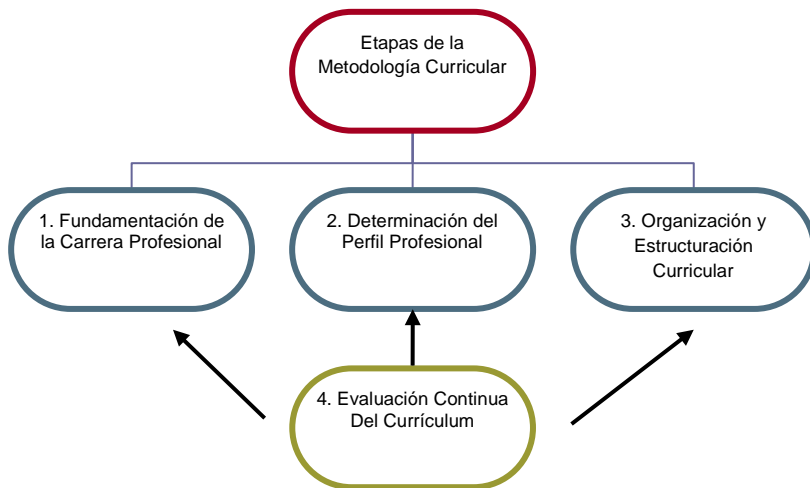 Etapas de la
Metodología Curricular
1. Fundamentación de
la Carrera Profesional
2. Determinación del
Perfil Profesional
3. Organización y
Estructuración
Curricular
4. Evaluación Continua
Del Currículum